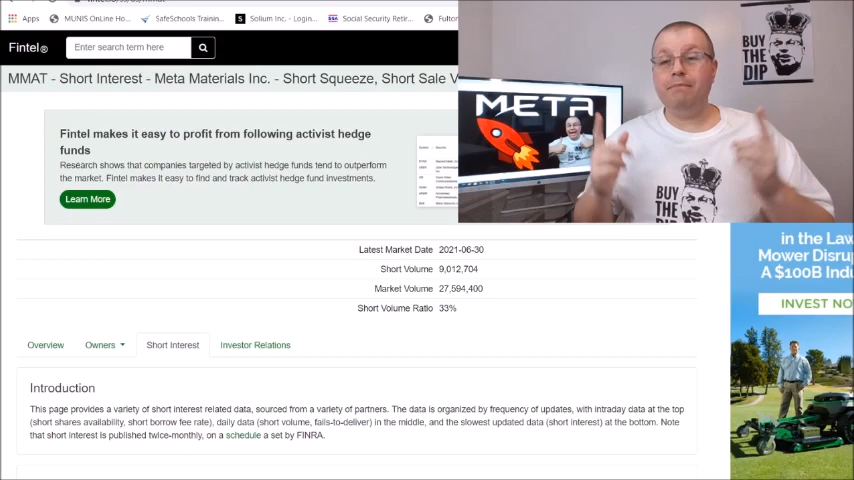 Apps
MUNIS OnLine Ho...
SafeSchools Trainin...
Solium Inc. - Login...
Social Security Retir...
Fulton
Fintel®
Enter search term here
MMAT - Short Interest - Meta Materials Inc. - Short Squeeze, Short Sale V
Fintel makes it easy to profit from following activist hedge
funds
Research shows that companies targeted by activist hedge funds tend to outperform
the market. Fintel makes it easy to find and track activist hedge fund investments.
Learn More
META
BUY
THE
DIP
BUY
THE
DIP
Latest Market Date 2021-06-30
Short Volume 9,012,704
Market Volume 27,594,400
Short Volume Ratio 33%
in the Law
Mower Disru
A $100B Indu
INVEST NO
Overview
Owners
Short Interest
Investor Relations
Introduction
This page provides a variety of short interest related data, sourced from a variety of partners. The data is organized by frequency of updates, with intraday data at the top
(short shares availability, short borrow fee rate), daily data (short volume, fails-to-deliver) in the middle, and the slowest updated data (short interest) at the bottom. Note
that short interest is published twice-monthly, on a schedule a set by FINRA.